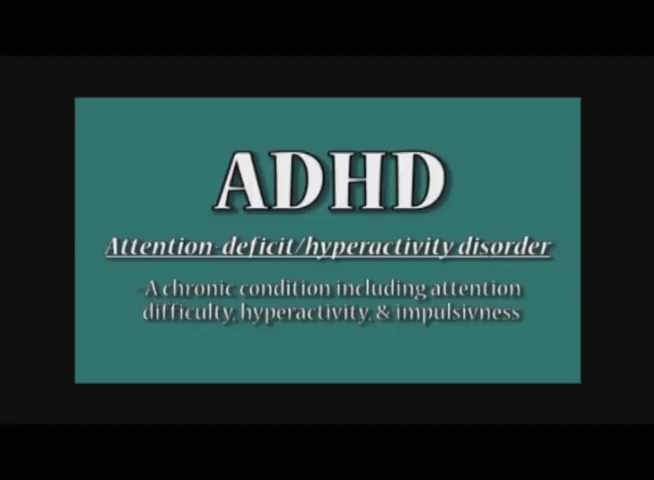 ADHD
Attention-deficit/hyperactivity disorder
-A chronic condition including attention
difficulty, hyperactivity, & impulsivness